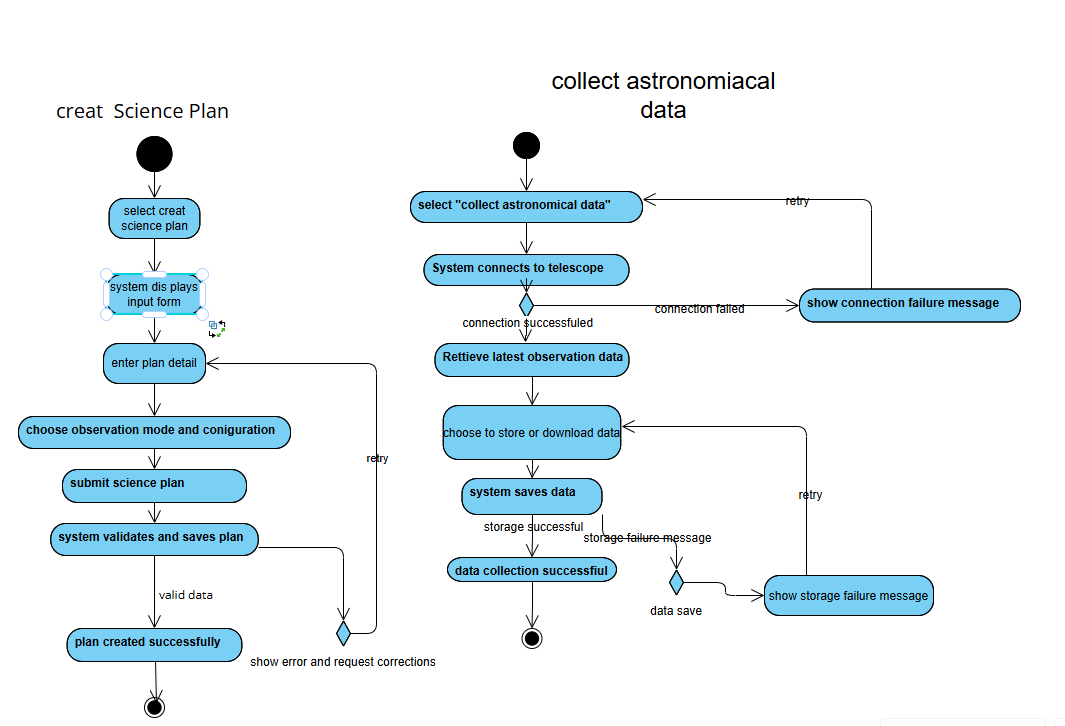 creat  Science Plan
select creat
science plan
system dis plays
input form
enter plan detail
choose observation mode and coniguration
submit science plan
system validates and saves plan
valid data
plan created successfully
retry
show error and request corrections
collect astronomiacal
data
select "collect astronomical data"
System connects to telescope
connection successfuled
connection failed
show connection failure message
retry
Rettrieve latest observation data
choose to store or download data
system saves data
storage successful
storage failure message
data collection successfiul
data save
show storage failure message
retry